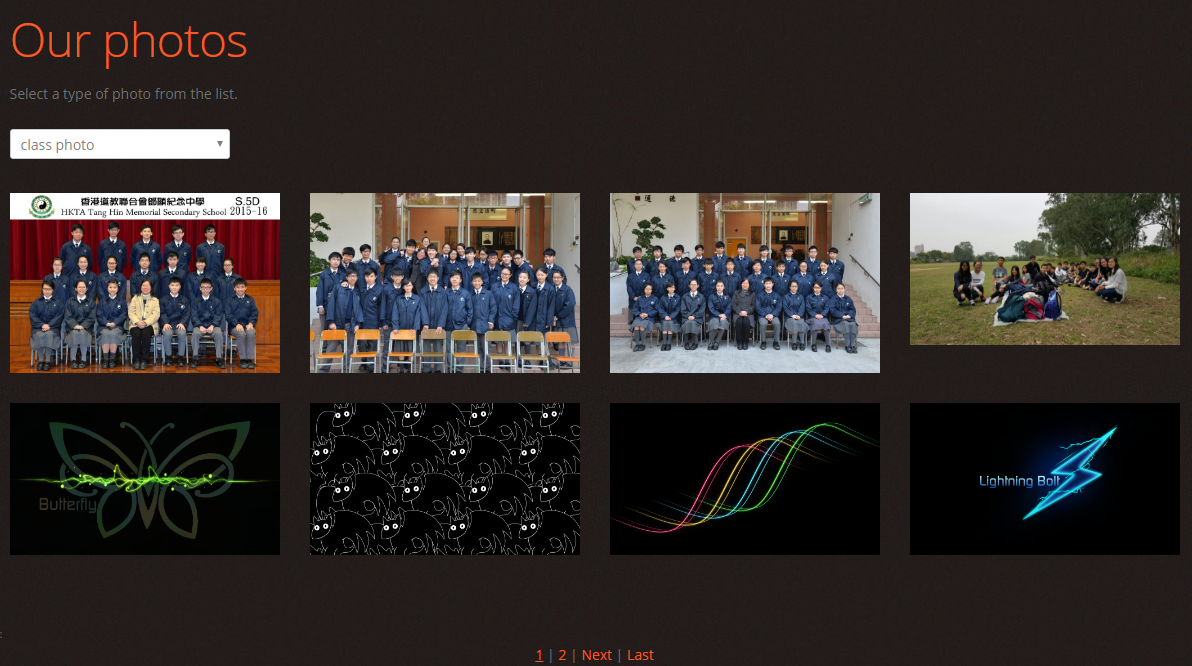 Our photos
Select a type of photo from the list.
class photo
香港道教聯合會鄧顯紀念中學 S.5D
HKTA Tang Hin Memorial Secondary School 2015-16
Butterfly
Lightning Bolt
1 | 2 | Next | Last